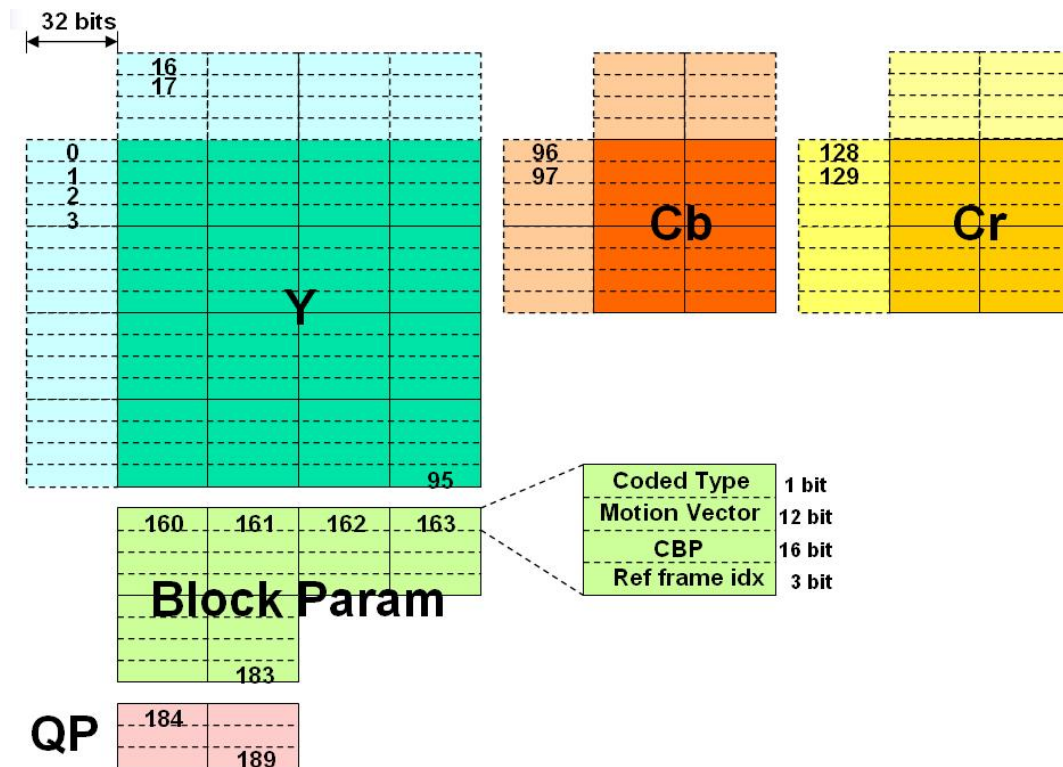 32 bits
16
17
0
1
2
3
96
97
128
129
Y
Cb
Cr
95
160 161 162 163
Block Param
183
Coded Type 1 bit
Motion Vector 12 bit
CBP 16 bit
Ref frame idx 3 bit
QP
184
189